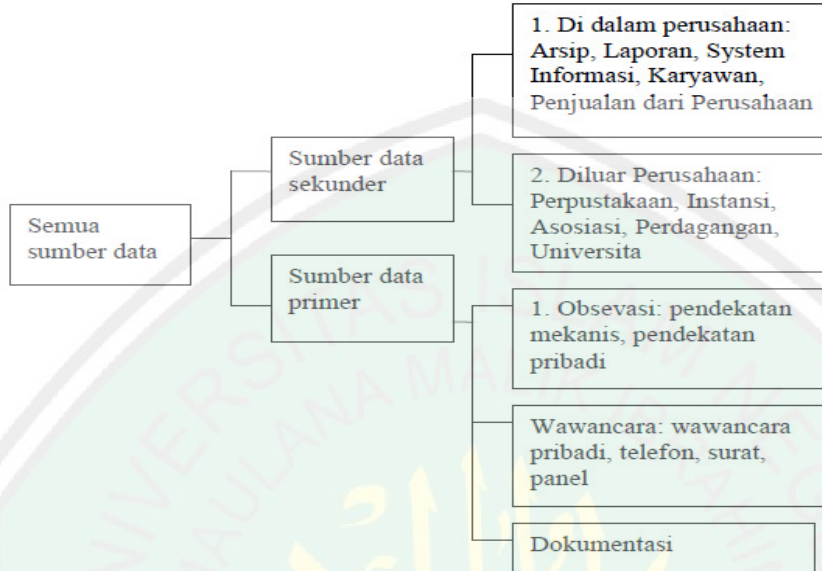 Semua
sumber data
Sumber data
sekunder
1. Di dalam perusahaan:
Arsip, Laporan, System
Informasi, Karyawan,
Penjualan dari Perusahaan
2. Diluar Perusahaan:
Perpustakaan, Instansi,
Asosiasi, Perdagangan,
Universita
Sumber data
primer
1. Obsevasi: pendekatan
mekanis, pendekatan
pribadi
Wawancara: wawancara
pribadi, telefon, surat,
panel
Dokumentasi